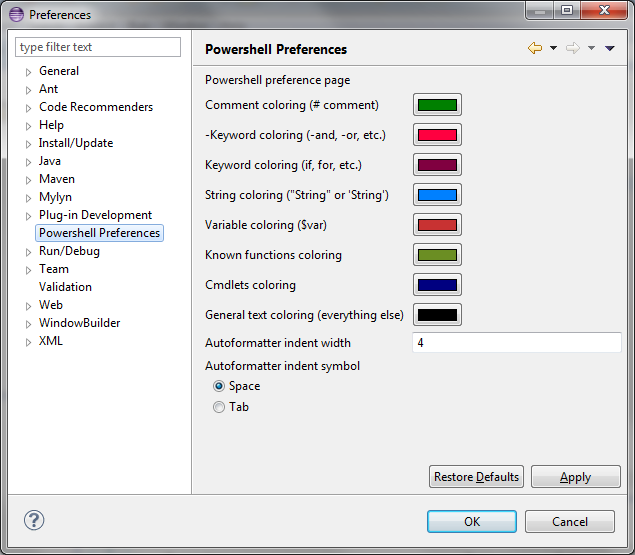 Preferences
type filter text
General
Ant
Code Recommenders
Help
Install/Update
Java
Maven
Mylyn
Plug-in Development
Powershell Preferences
Run/Debug
Team
Validation
Web
WindowBuilder
XML
Powershell Preferences
Powershell preference page
Comment coloring (# comment)
-Keyword coloring (-and, -or, etc.)
Keyword coloring (if, for, etc.)
String coloring ("String" or 'String')
Variable coloring ($var)
Known functions coloring
Cmdlets coloring
General text coloring (everything else)
Autoformatter indent width 4
Autoformatter indent symbol
Space
Tab
Restore Defaults Apply
? OK Cancel